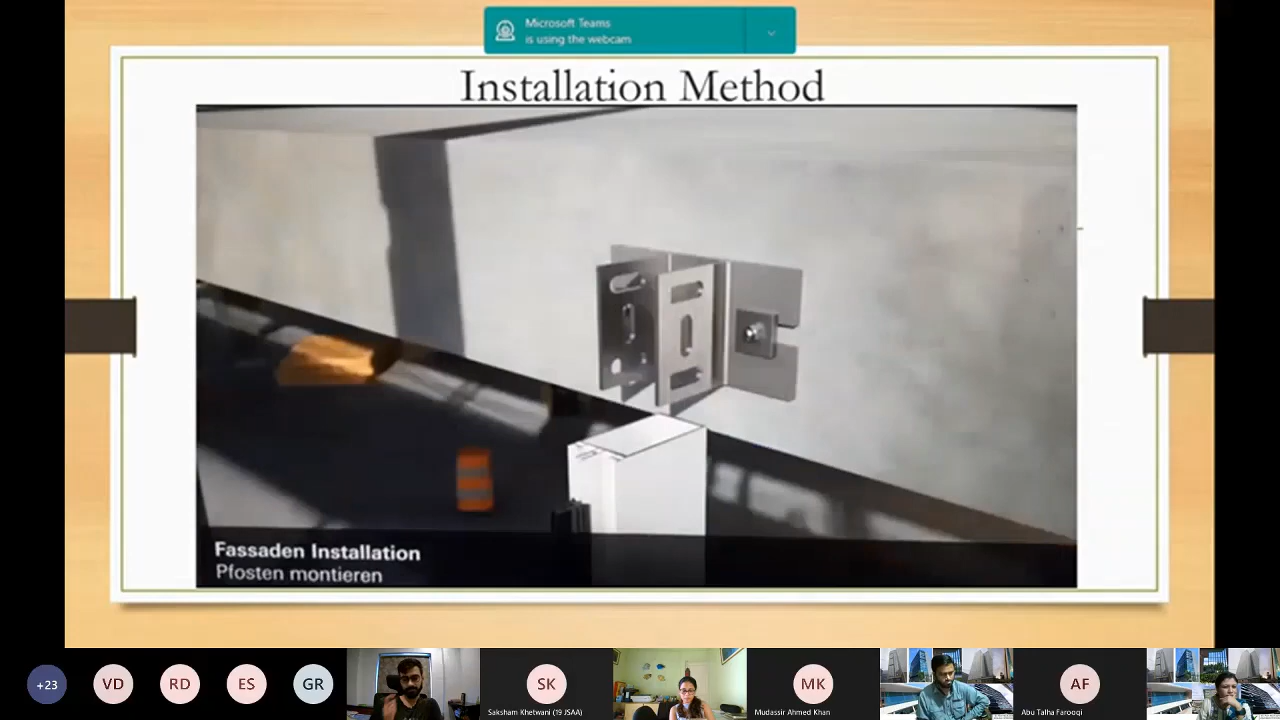 Microsoft Teams
is using the webcam
Installation Method
Fassaden Installation
Pfosten montieren
+23
VD
RD
ES
GR
SK
Saksham Khetwani (19 JSAA)
MK
Mudassir Ahmed Khan
AF
Abu Talha Farooqi